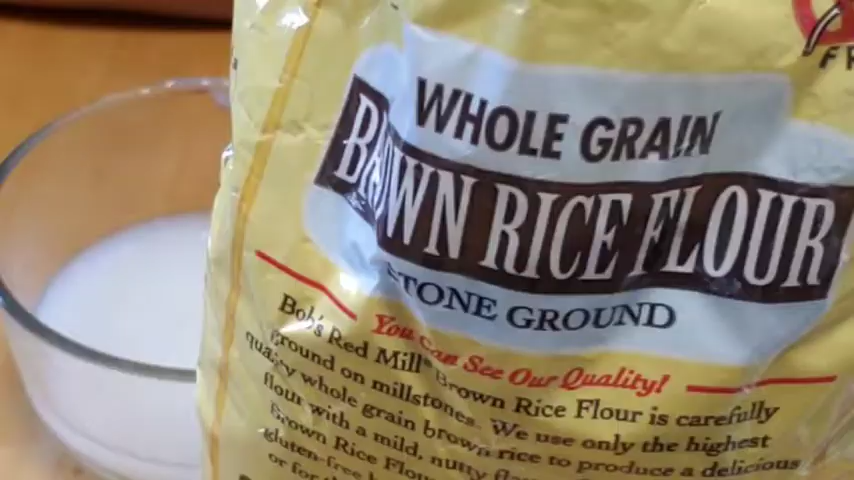 WHOLE GRAIN
BROWN RICE FLOUR
STONE GROUND
You Can See Our Quality!
Bob's Red Mill® Brown Rice Flour is carefully
ground on millstones. We use only the highest
quality whole grain brown rice to produce a delicious
flour with a mild, nutty
Brown Rice Flour
gluten-free
or for